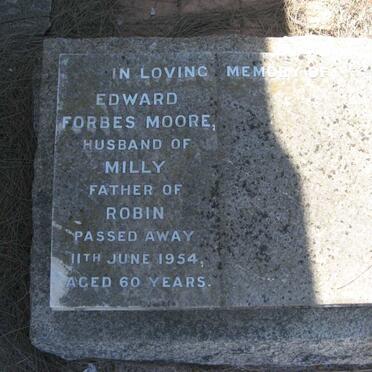 IN LOVING MEMORY OF
EDWARD
FORBES MOORE,
HUSBAND OF
MILLY
FATHER OF
ROBIN
PASSED AWAY
11TH JUNE 1954,
AGED 60 YEARS.